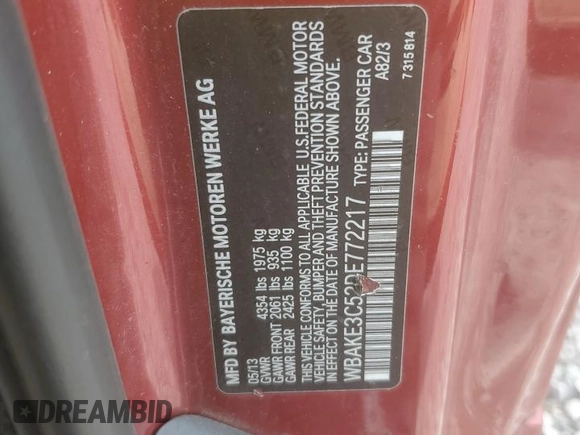 MFD BY BAYERISCHE MOTOREN WERKE AG
05/13
GVWR 4354 lbs 1975 kg
GAWR FRONT 2061 lbs 935 kg
GAWR REAR 2425 lbs 1100 kg
THIS VEHICLE CONFORMS TO ALL APPLICABLE U.S. FEDERAL MOTOR
VEHICLE SAFETY, BUMPER AND THEFT PREVENTION STANDARDS
IN EFFECT ON THE DATE OF MANUFACTURE SHOWN ABOVE.
WBAKE3C52DE772217 TYPE: PASSENGER CAR
A82/3
7 315 814
DREAMBID